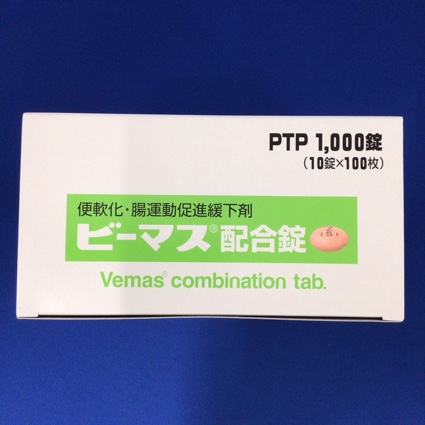 PTP 1,000錠
(10錠×100枚)
便軟化・腸運動促進緩下剤
ビーマス®配合錠
Vemas® combination tab.